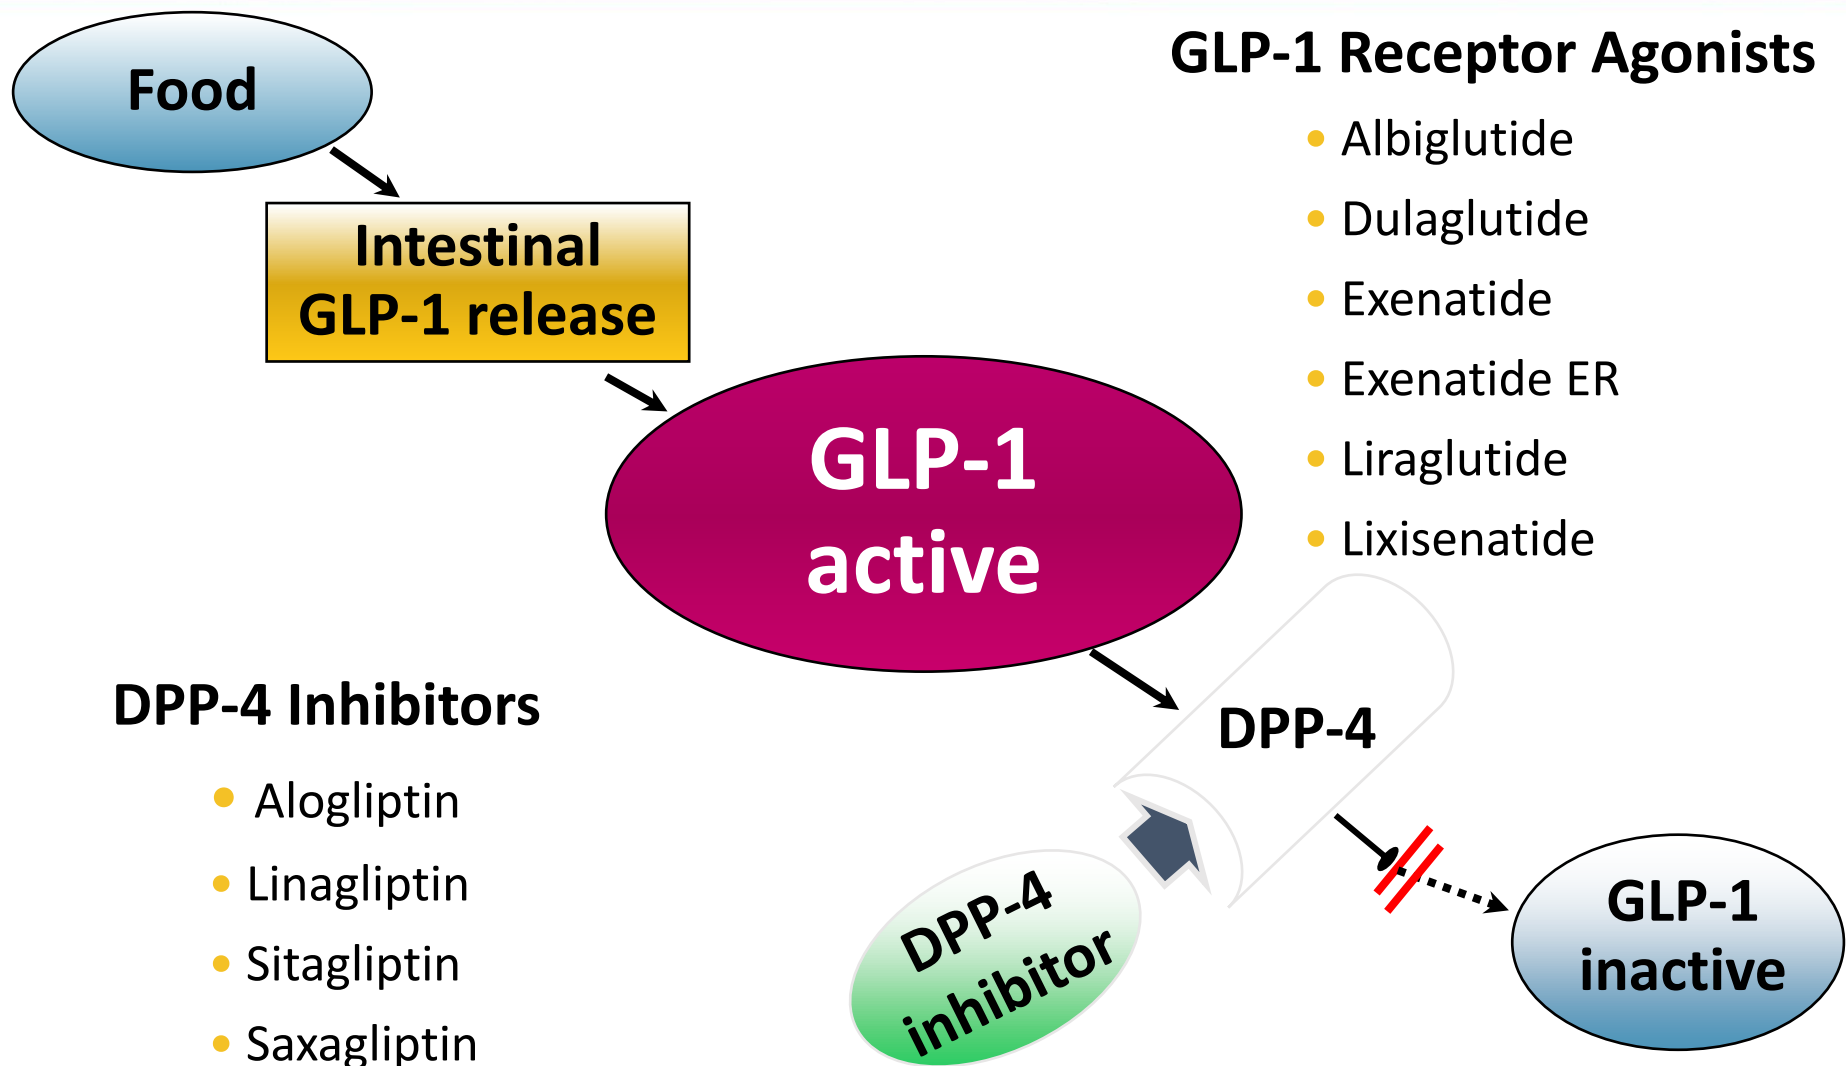 Food
Intestinal
GLP-1 release
GLP-1
active
GLP-1 Receptor Agonists
• Albiglutide
• Dulaglutide
• Exenatide
• Exenatide ER
• Liraglutide
• Lixisenatide
DPP-4 Inhibitors
• Alogliptin
• Linagliptin
• Sitagliptin
• Saxagliptin
DPP-4
DPP-4
inhibitor
GLP-1
inactive